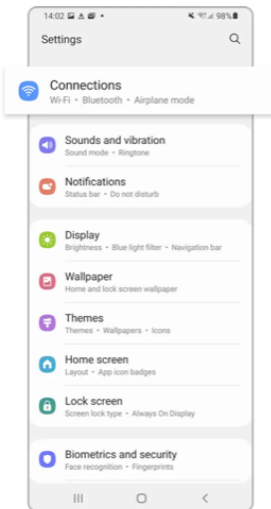 14:02 98%
Settings
Connections
Wi-Fi • Bluetooth • Airplane mode
Sounds and vibration
Sound mode • Ringtone
Notifications
Status bar • Do not disturb
Display
Brightness • Blue light filter • Navigation bar
Wallpaper
Home and lock screen wallpaper
Themes
Themes • Wallpapers • Icons
Home screen
Layout • App icon badges
Lock screen
Screen lock type • Always On Display
Biometrics and security
Face recognition • Fingerprints